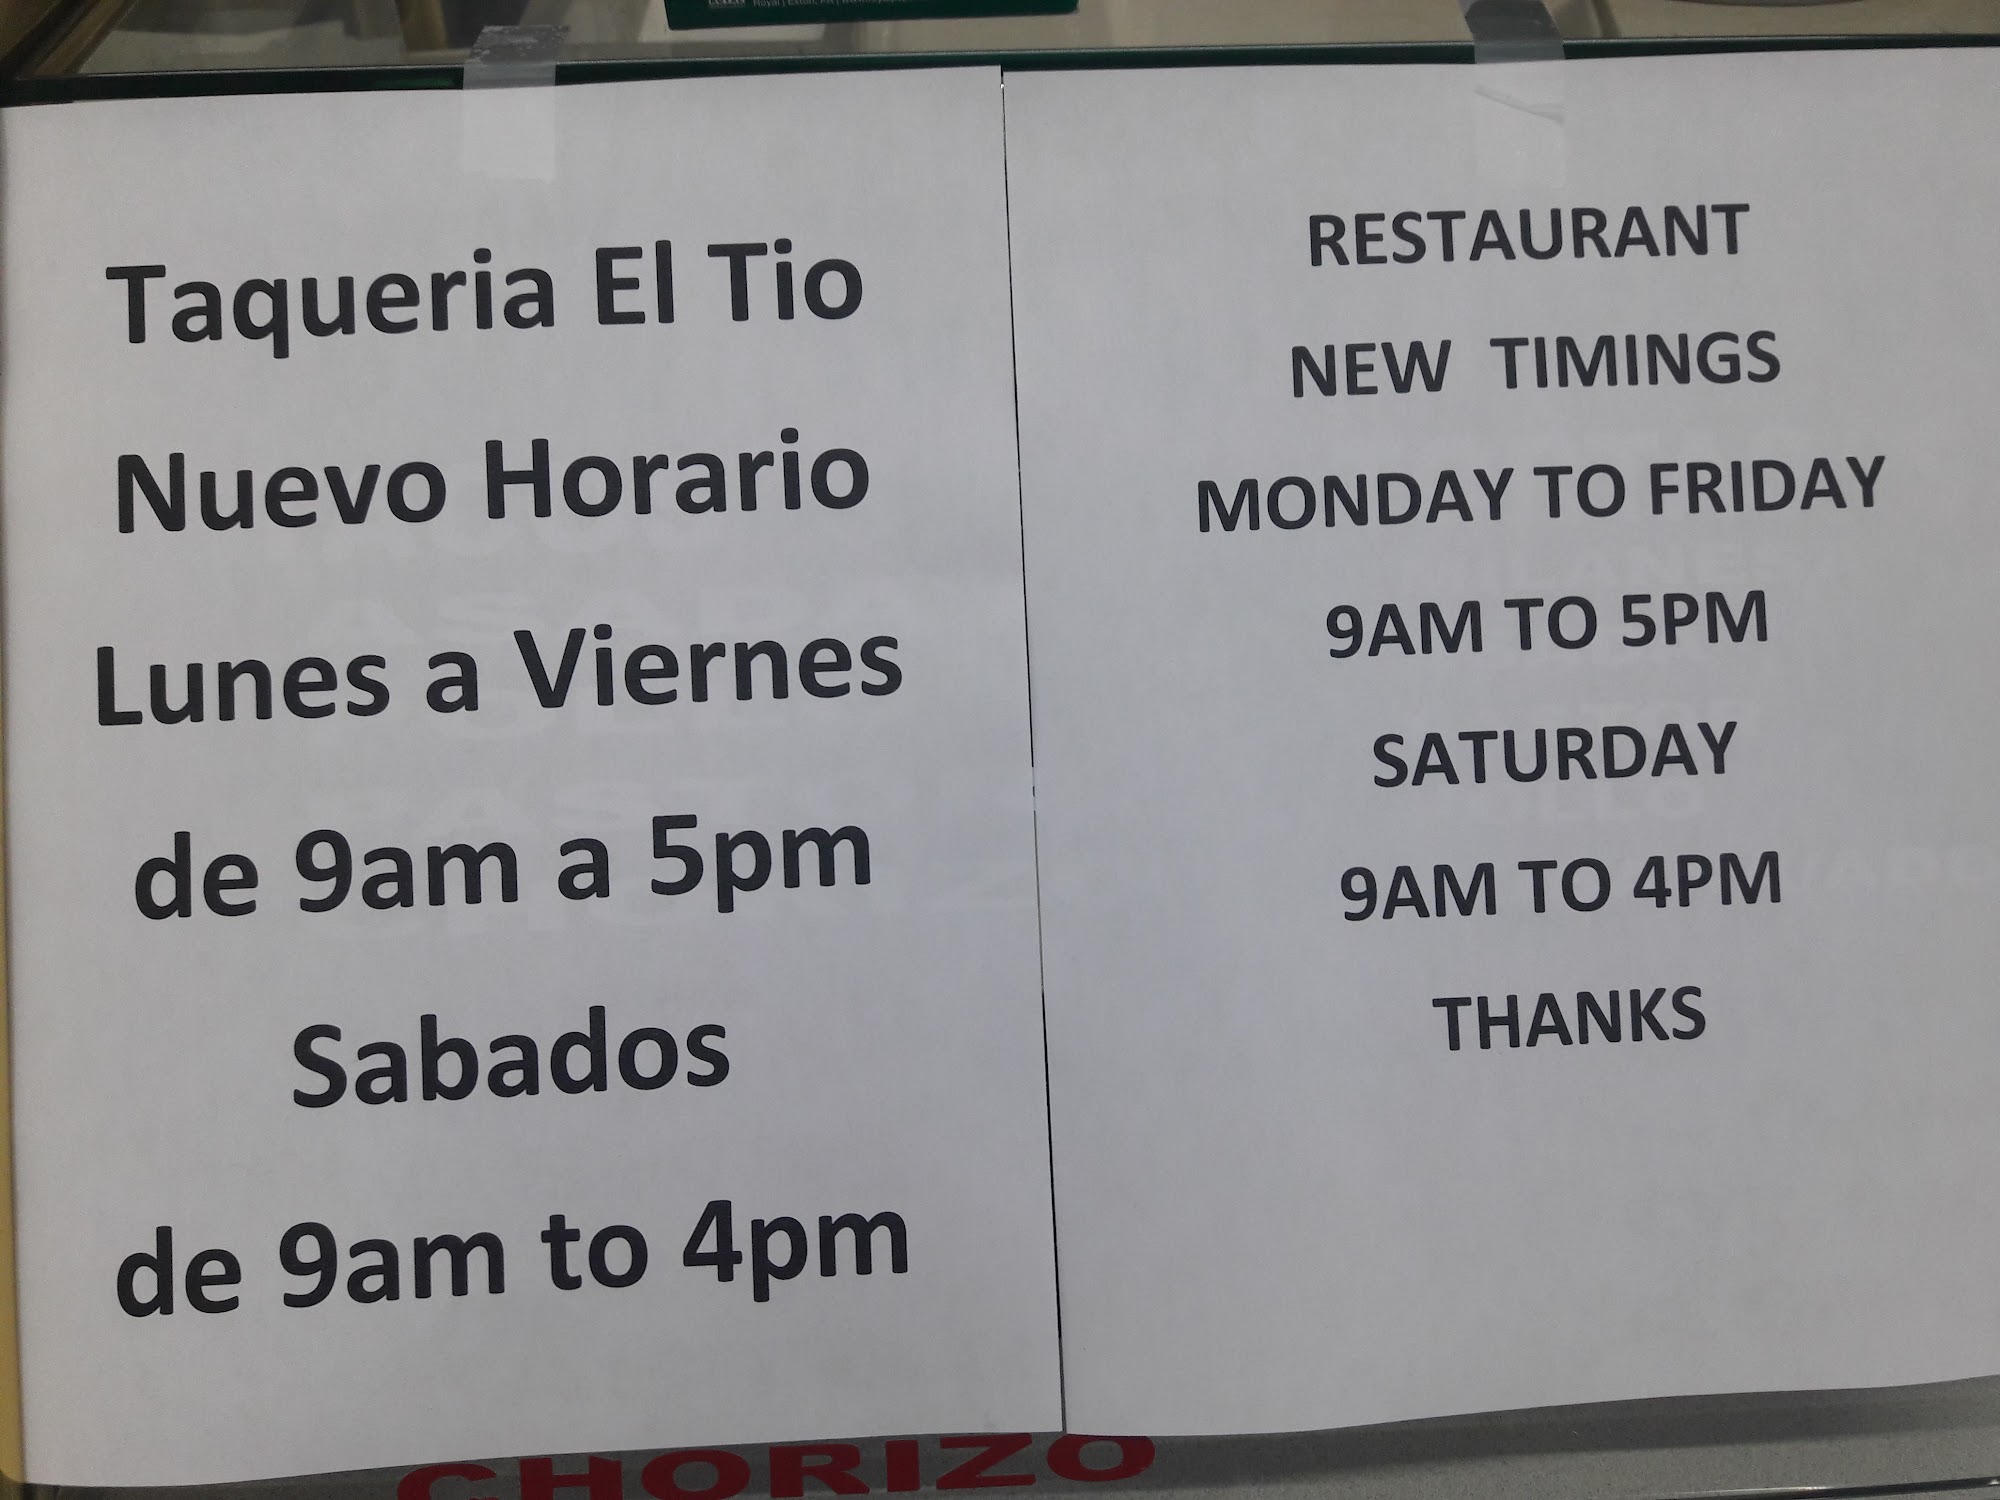 Taqueria El Tio
Nuevo Horario
Lunes a Viernes
de 9am a 5pm
Sabados
de 9am to 4pm
RESTAURANT
NEW TIMINGS
MONDAY TO FRIDAY
9AM TO 5PM
SATURDAY
9AM TO 4PM
THANKS
CHORIZO